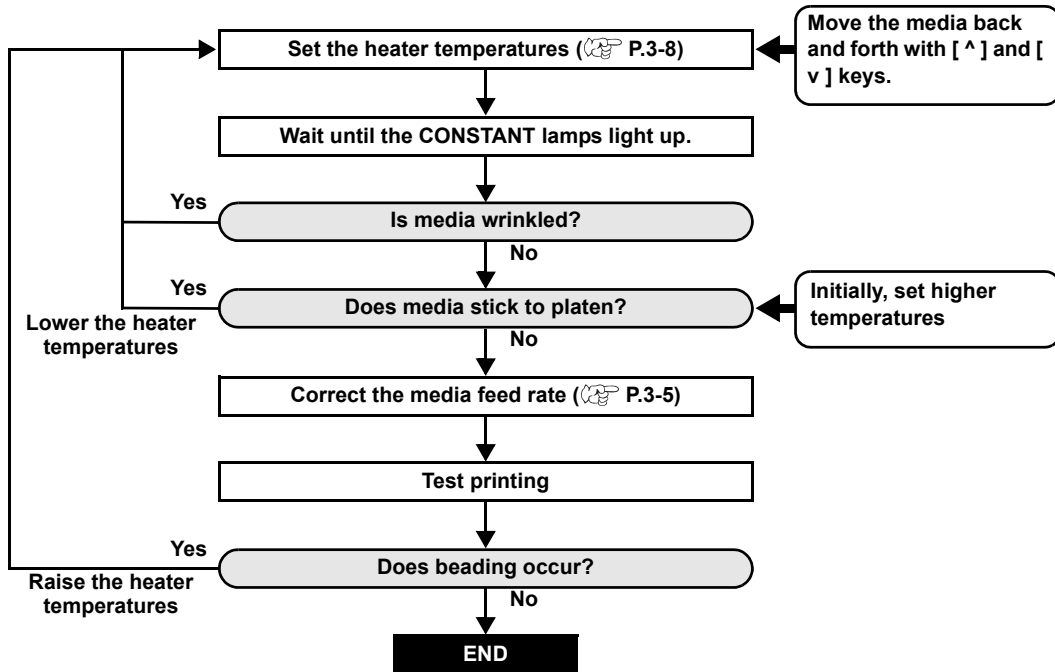 Set the heater temperatures ( P.3-8)
Move the media back
and forth with [ ^ ] and [
v ] keys.
Wait until the CONSTANT lamps light up.
Yes
Is media wrinkled?
No
Yes
Does media stick to platen?
Initially, set higher
temperatures
Lower the heater
temperatures
No
Correct the media feed rate ( P.3-5)
Test printing
Yes
Does beading occur?
Raise the heater
temperatures
No
END